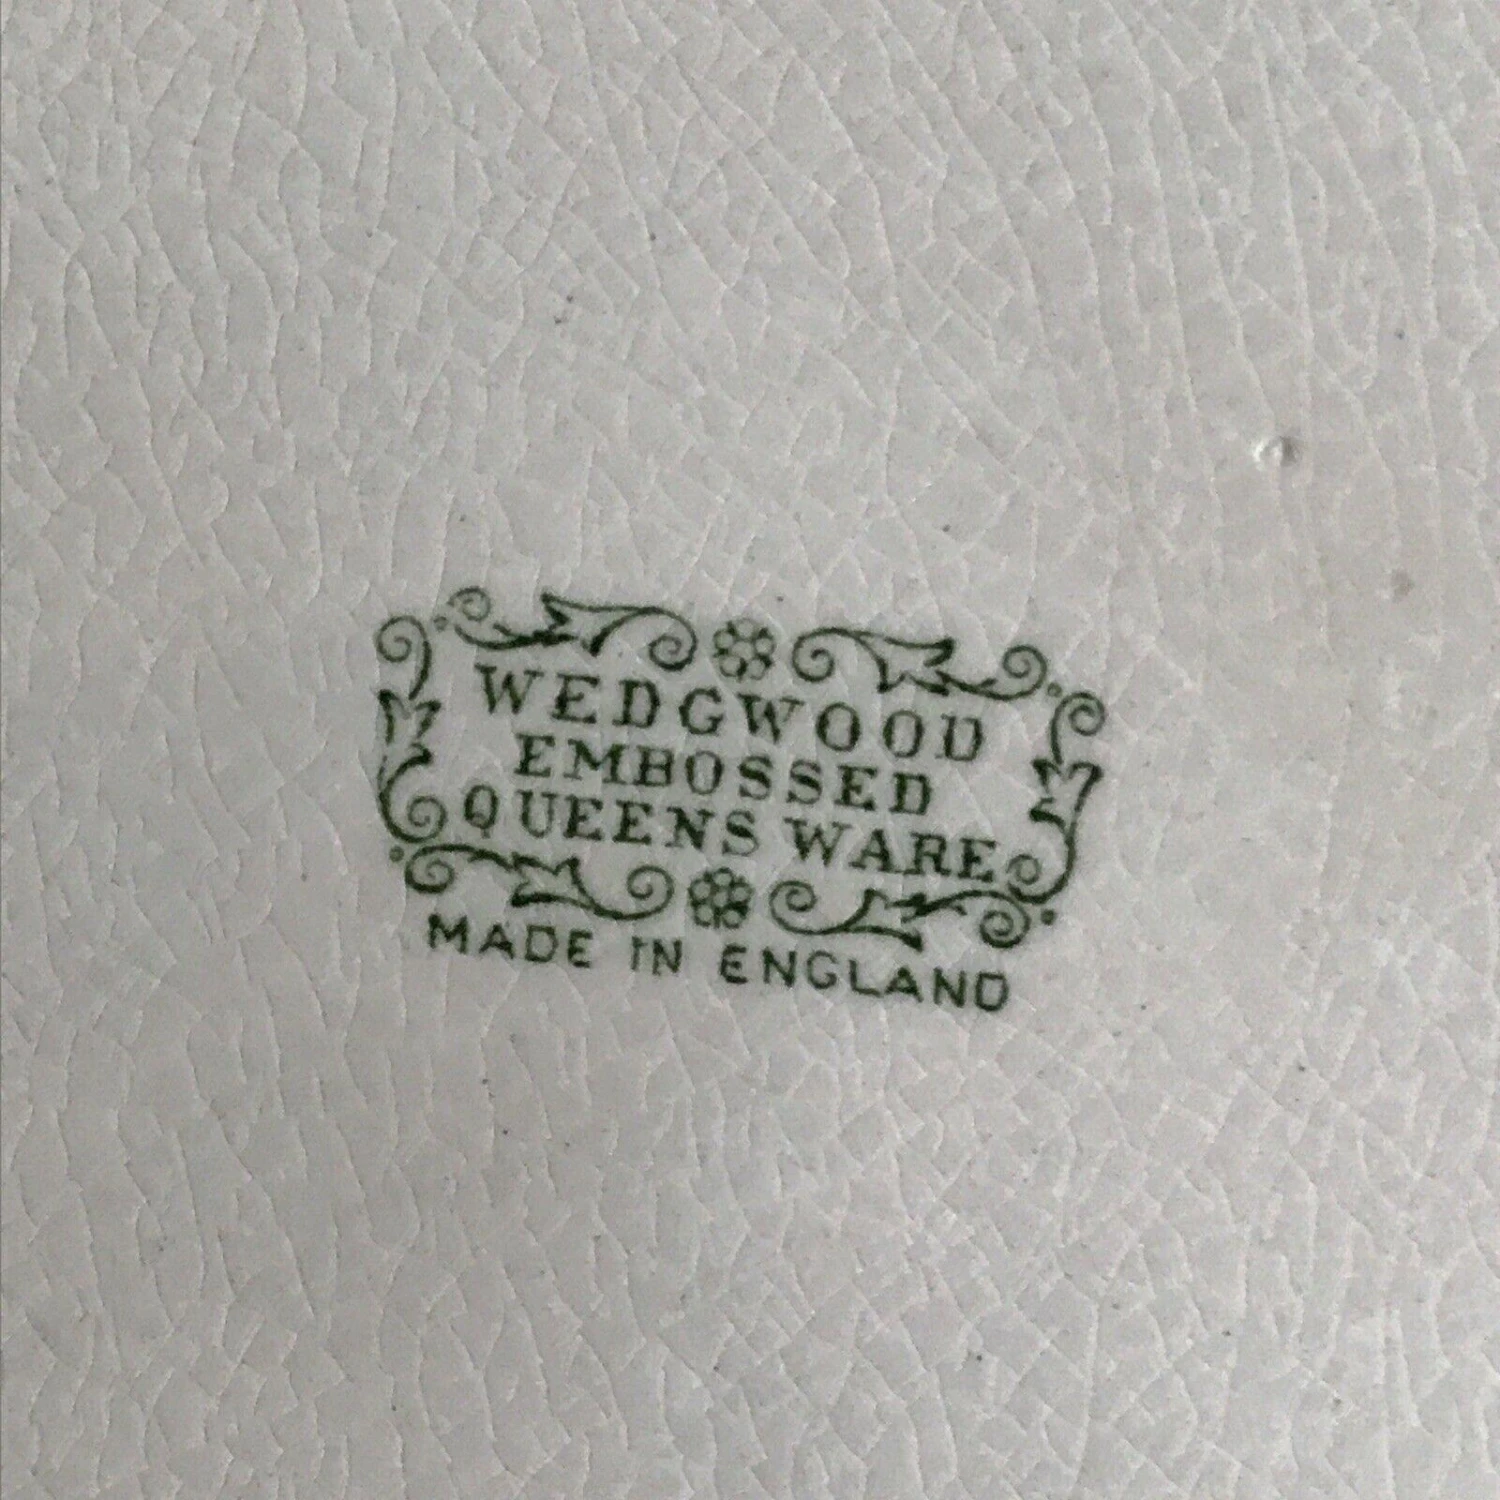 WEDGWOOD
EMBOSSED
QUEENS WARE
MADE IN ENGLAND